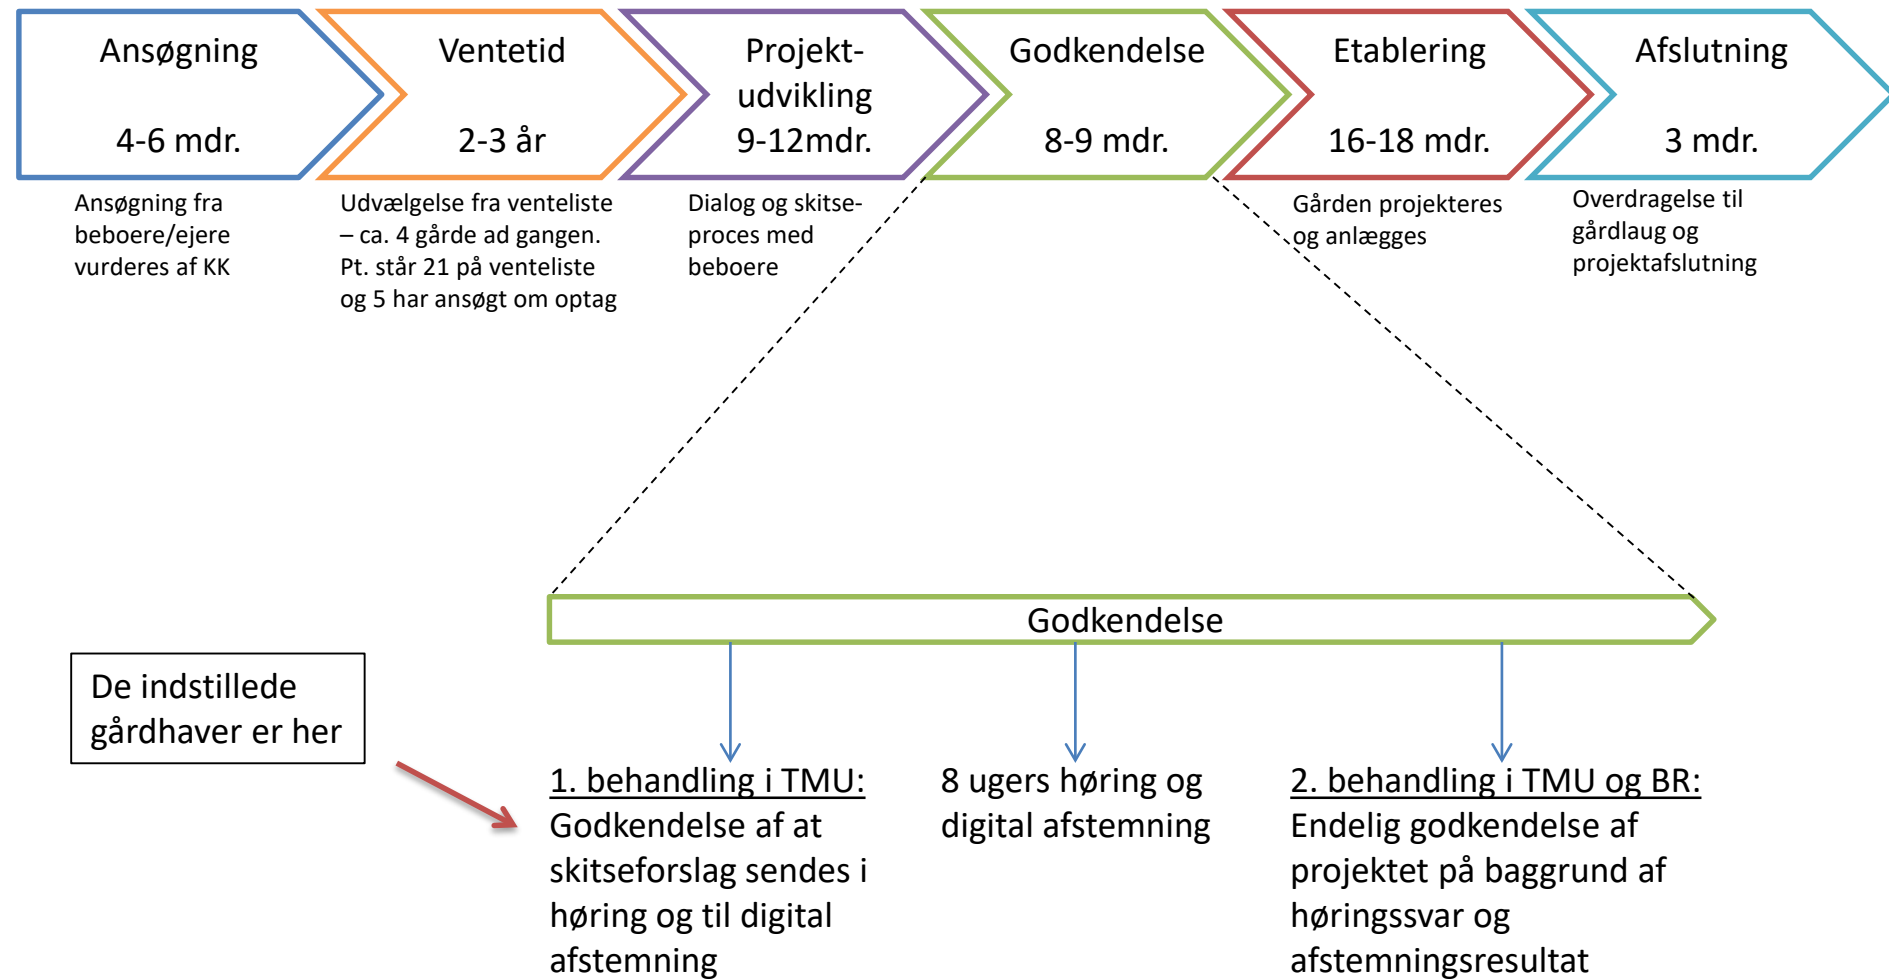 Ansøgning
4-6 mdr.
Ansøgning fra
beboere/ejere
vurderes af KK
Ventetid
2-3 år
Udvælgelse fra venteliste
– ca. 4 gårde ad gangen.
Pt. står 21 på venteliste
og 5 har ansøgt om optag
Projekt-
udvikling
9-12mdr.
Dialog og skitse-
proces med
beboere
Godkendelse
8-9 mdr.
Etablering
16-18 mdr.
Gården projekteres
og anlægges
Afslutning
3 mdr.
Overdragelse til
gårdlaug og
projektafslutning
Godkendelse
De indstillede
gårdhaver er her
1. behandling i TMU:
Godkendelse af at
skitseforslag sendes i
høring og til digital
afstemning
8 ugers høring og
digital afstemning
2. behandling i TMU og BR:
Endelig godkendelse af
projektet på baggrund af
høringssvar og
afstemningsresultat